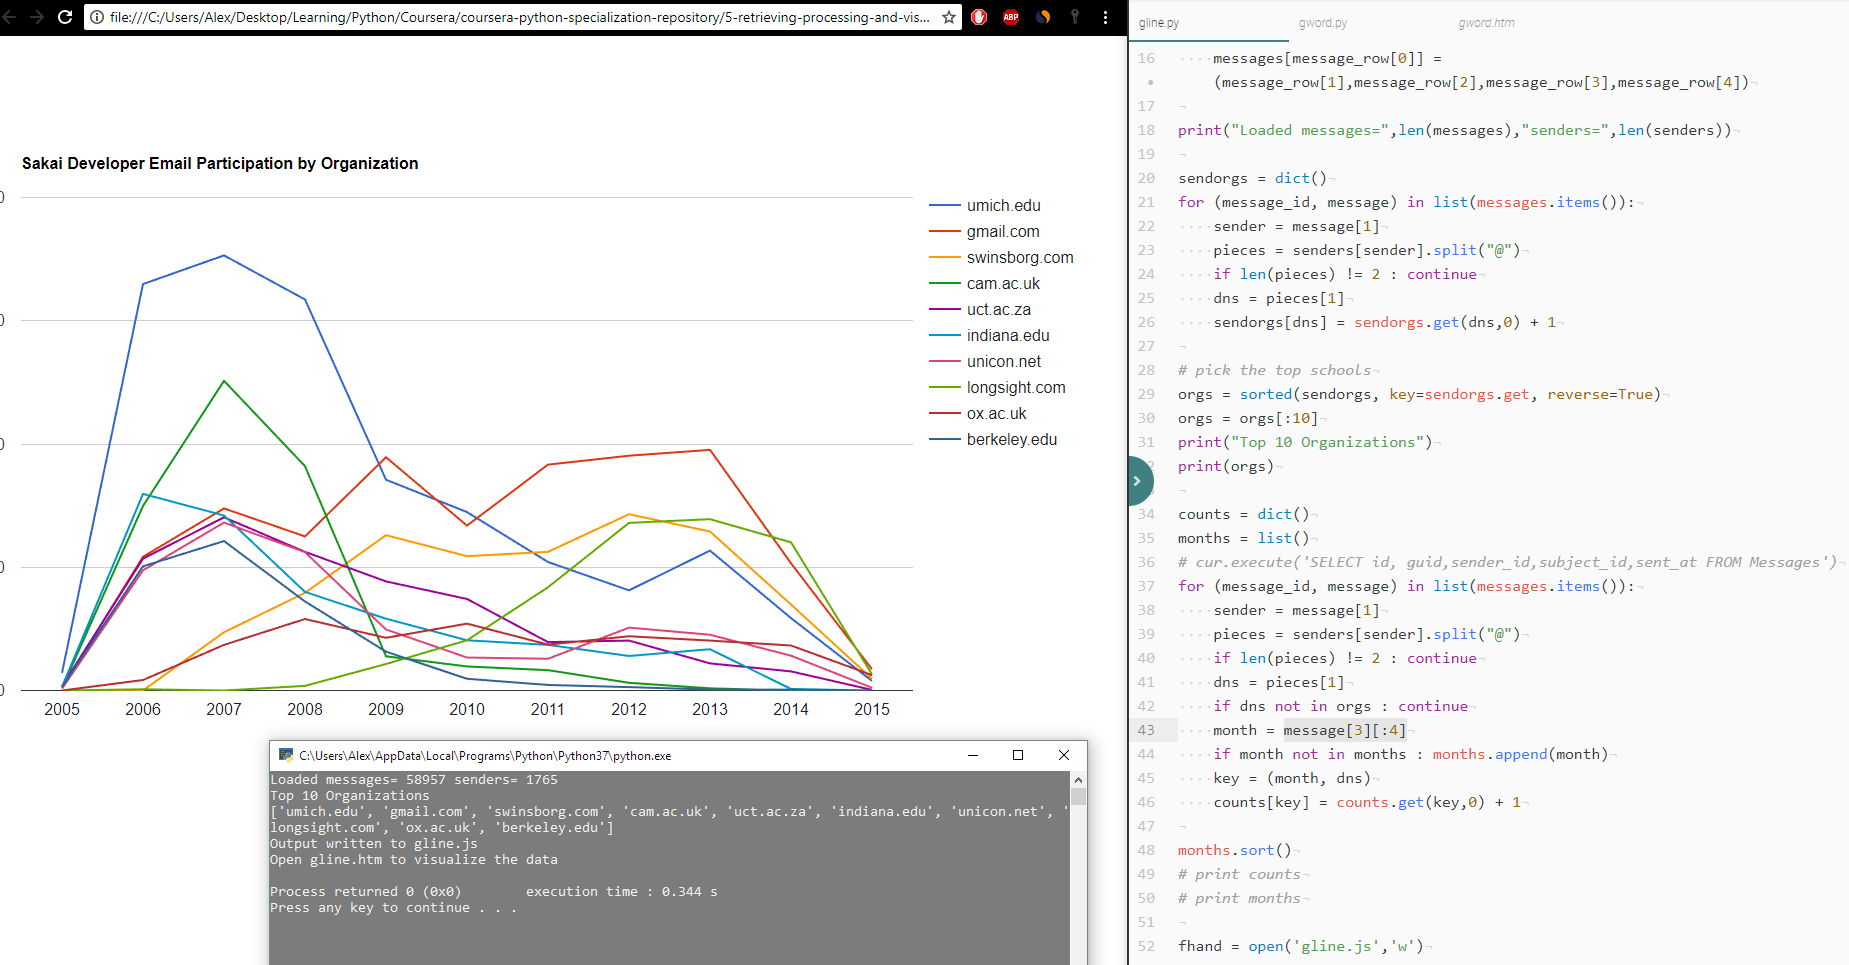 file:///C:/Users/Alex/Desktop/Learning/Python/Coursera/coursera-python-specialization-repository/5-retrieving-processing-and-vis...
ABP
Sakai Developer Email Participation by Organization
0
0
0
0
0
umich.edu
gmail.com
swinsborg.com
cam.ac.uk
uct.ac.za
indiana.edu
unicon.net
longsight.com
ox.ac.uk
berkeley.edu
2005 2006 2007 2008 2009 2010 2011 2012 2013 2014 2015
C:\Users\Alex\AppData\Local\Programs\Python\Python37\python.exe
Loaded messages= 58957 senders= 1765
Top 10 Organizations
['umich.edu', 'gmail.com', 'swinsborg.com', 'cam.ac.uk', 'uct.ac.za', 'indiana.edu', 'unicon.net', '
longsight.com', 'ox.ac.uk', 'berkeley.edu']
Output written to gline.js
Open gline.htm to visualize the data
Process returned 0 (0x0) execution time : 0.344 s
Press any key to continue . . .
gline.py gword.py gword.htm
16 messages[message_row[0]] =
(message_row[1],message_row[2],message_row[3],message_row[4])
17
18 print("Loaded messages=",len(messages),"senders=",len(senders))
19
20 sendorgs = dict()
21 for (message_id, message) in list(messages.items()):
22 sender = message[1]
23 pieces = senders[sender].split("@")
24 if len(pieces) != 2 : continue
25 dns = pieces[1]
26 sendorgs[dns] = sendorgs.get(dns,0) + 1
27
28 # pick the top schools
29 orgs = sorted(sendorgs, key=sendorgs.get, reverse=True)
30 orgs = orgs[:10]
31 print("Top 10 Organizations")
2 print(orgs)
34 counts = dict()
35 months = list()
36 # cur.execute('SELECT id, guid,sender_id,subject_id,sent_at FROM Messages')
37 for (message_id, message) in list(messages.items()):
38 sender = message[1]
39 pieces = senders[sender].split("@")
40 if len(pieces) != 2 : continue
41 dns = pieces[1]
42 if dns not in orgs : continue
43 month = message[3][:4]
44 if month not in months : months.append(month)
45 key = (month, dns)
46 counts[key] = counts.get(key,0) + 1
47
48 months.sort()
49 # print counts
50 # print months
51
52 fhand = open('gline.js','w')